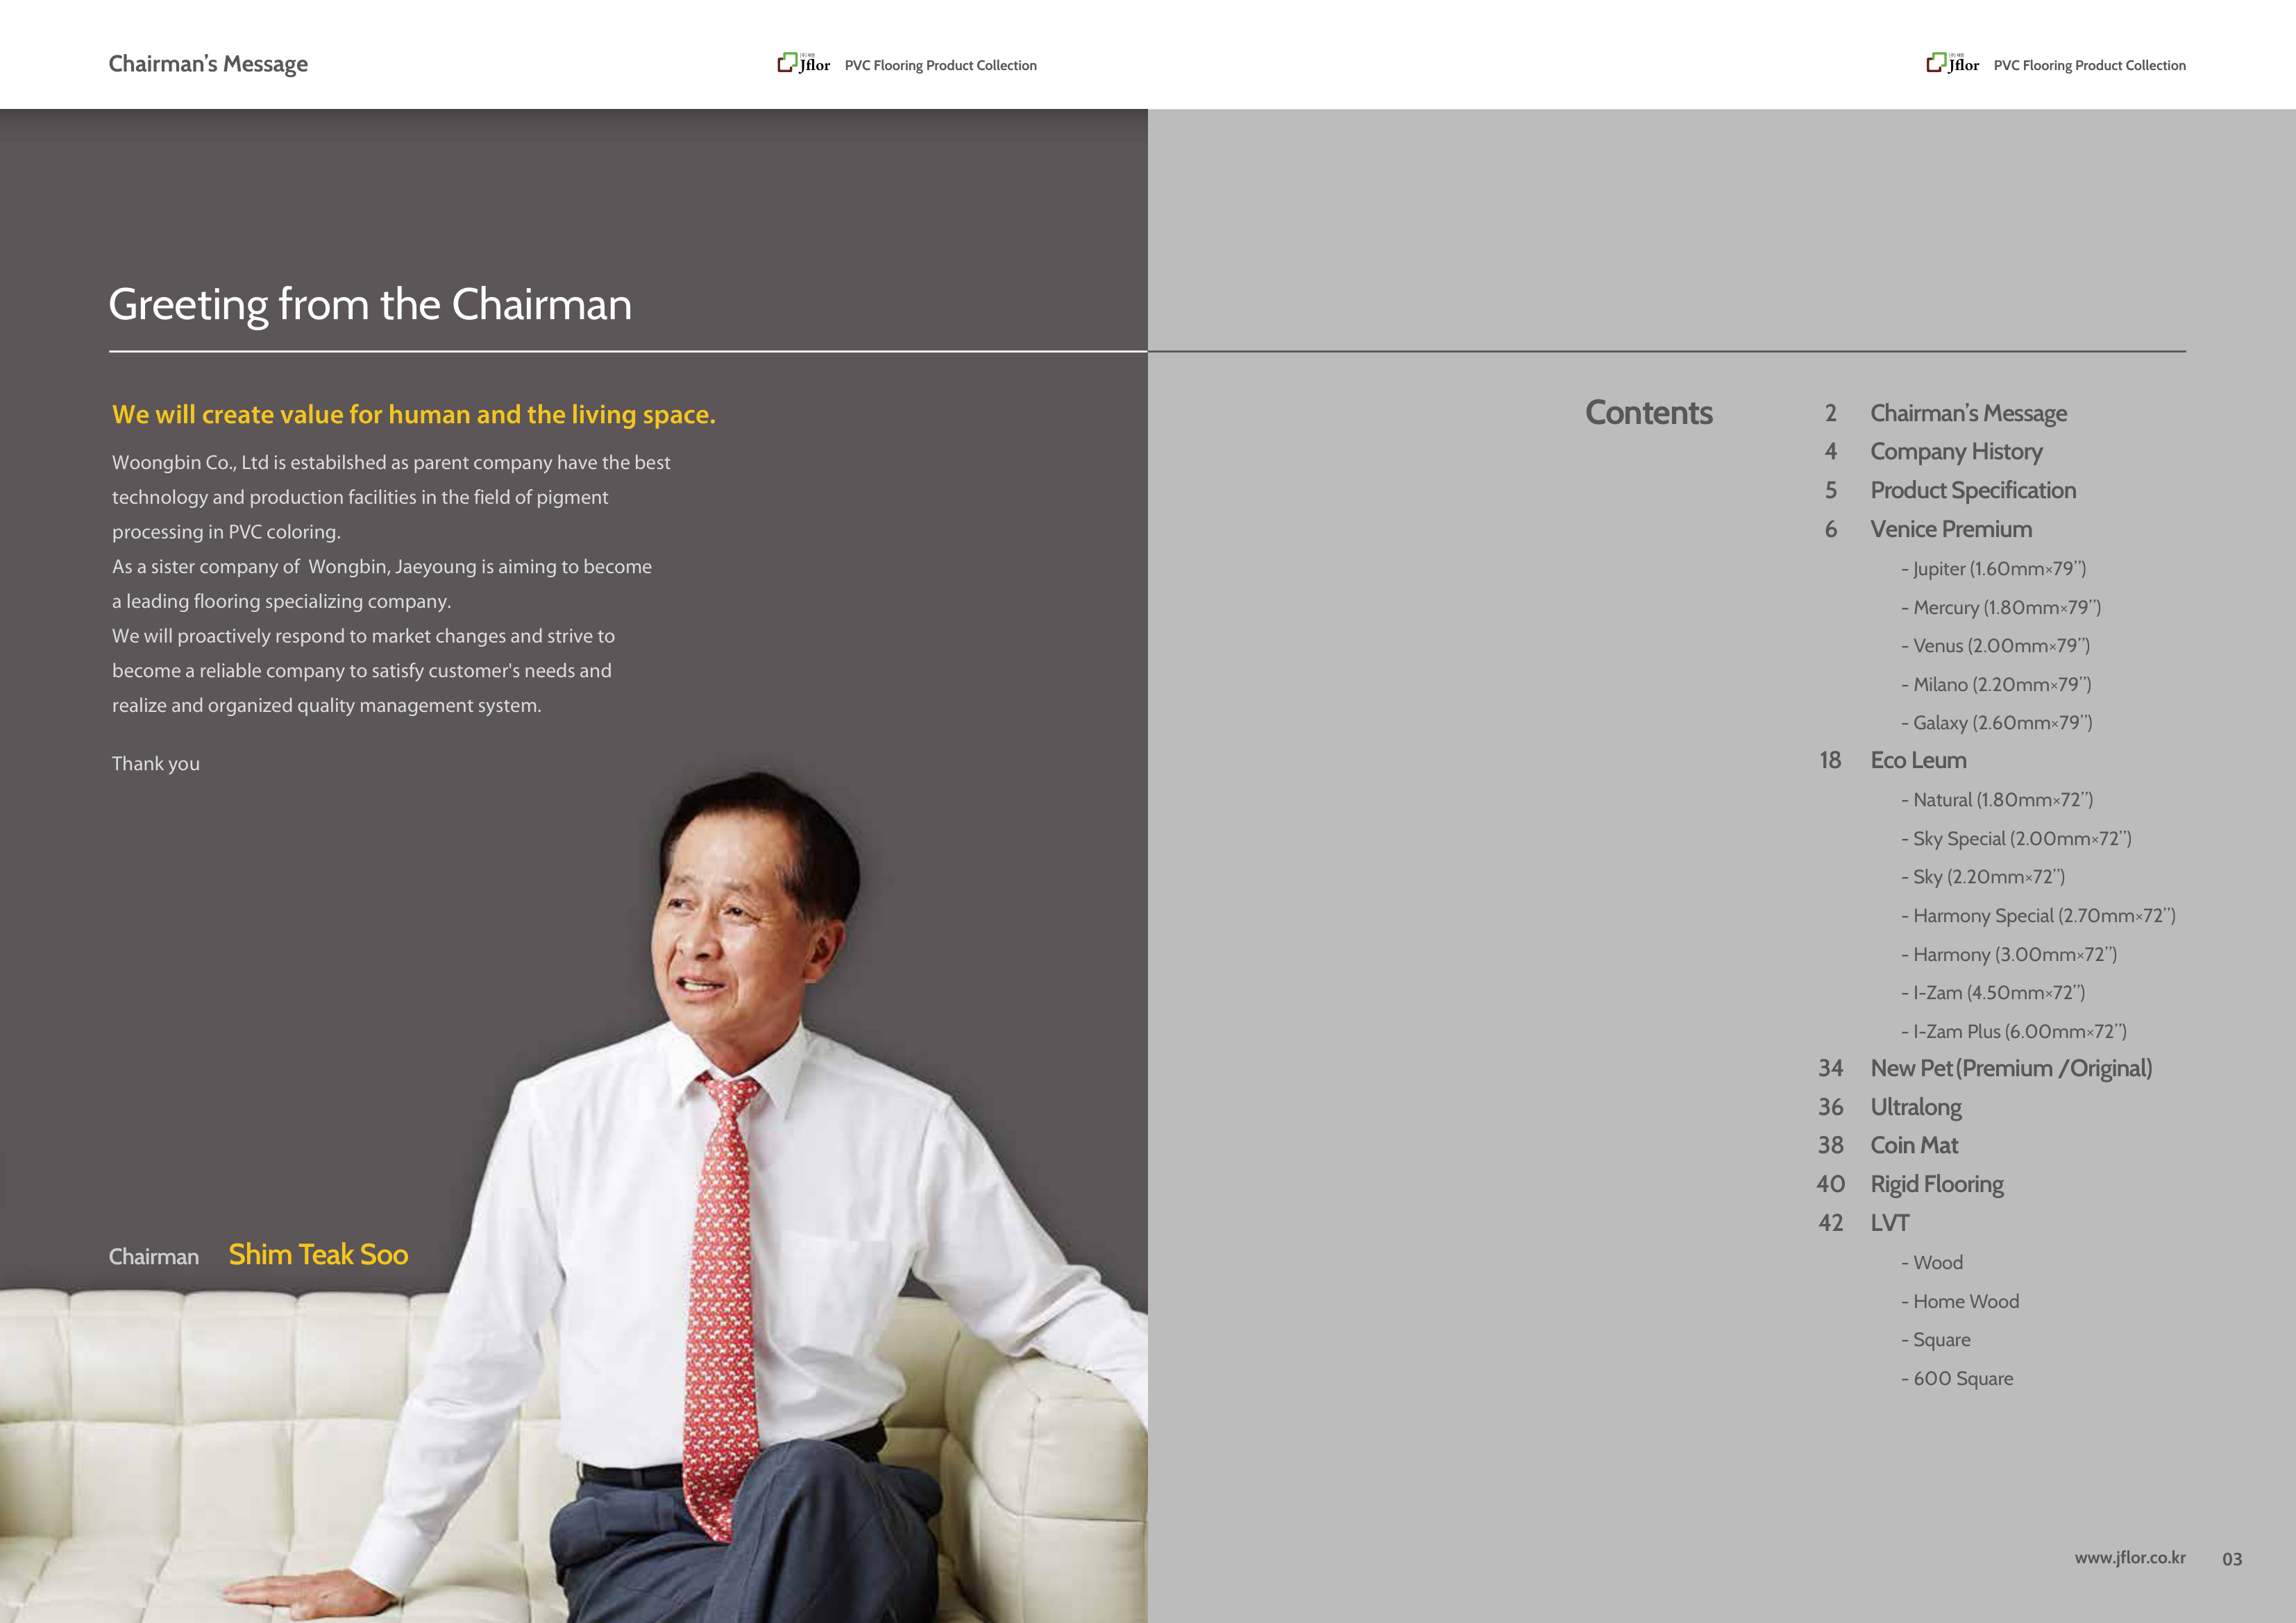 Chairman’s Message
Jflor PVC Flooring Product Collection
Jflor PVC Flooring Product Collection
Greeting from the Chairman
We will create value for human and the living space.
Woongbin Co., Ltd is estabilshed as parent company have the best
technology and production facilities in the field of pigment
processing in PVC coloring.
As a sister company of Wongbin, Jaeyoung is aiming to become
a leading flooring specializing company.
We will proactively respond to market changes and strive to
become a reliable company to satisfy customer's needs and
realize and organized quality management system.
Thank you
Chairman Shim Teak Soo
Contents
2 Chairman’s Message
4 Company History
5 Product Specification
6 Venice Premium
- Jupiter (1.60mm×79’’)
- Mercury (1.80mm×79’’)
- Venus (2.00mm×79’’)
- Milano (2.20mm×79’’)
- Galaxy (2.60mm×79’’)
18 Eco Leum
- Natural (1.80mm×72’’)
- Sky Special (2.00mm×72’’)
- Sky (2.20mm×72’’)
- Harmony Special (2.70mm×72’’)
- Harmony (3.00mm×72’’)
- I-Zam (4.50mm×72’’)
- I-Zam Plus (6.00mm×72’’)
34 New Pet (Premium / Original)
36 Ultralong
38 Coin Mat
40 Rigid Flooring
42 LVT
- Wood
- Home Wood
- Square
- 600 Square
www.jflor.co.kr 03